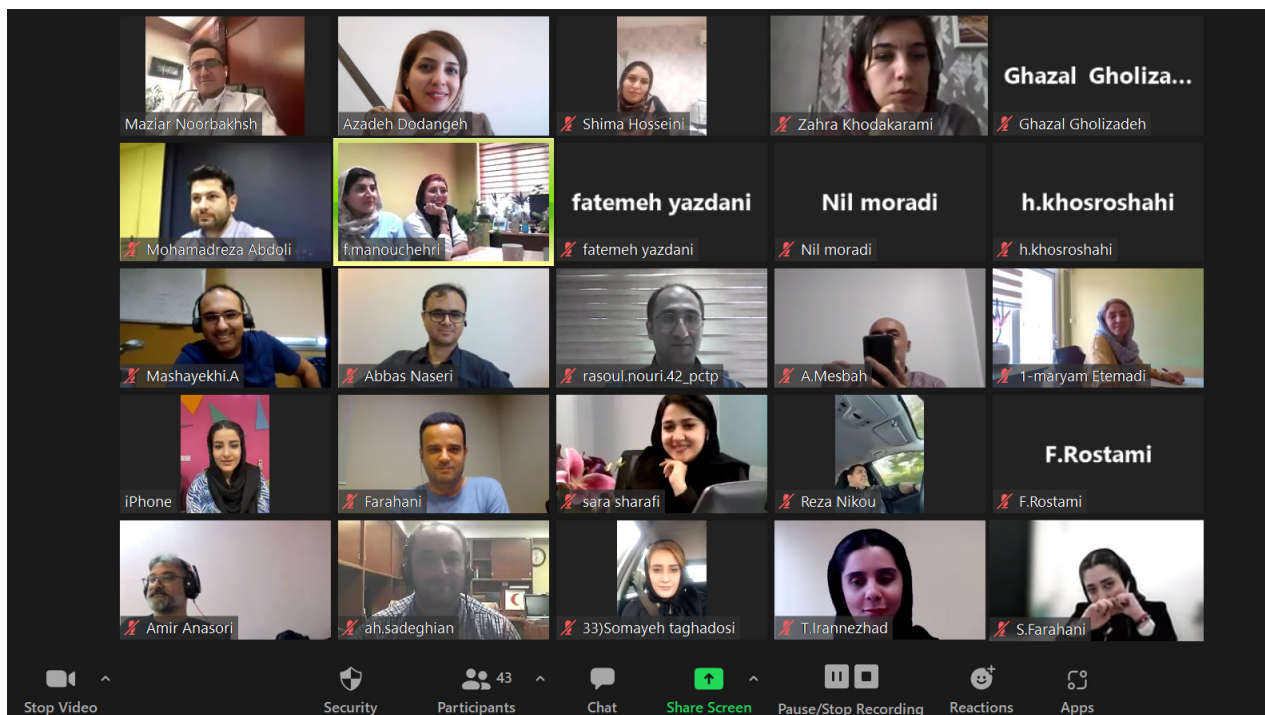 Maziar Noorbakhsh
Azadeh Dodangeh
Shima Hosseini
Zahra Khodakarami
Ghazal Gholiza...
Ghazal Gholizadeh
Mohamadreza Abdoli
f.manouchehri
fatemeh yazdani
fatemeh yazdani
Nil moradi
Nil moradi
h.khosroshahi
h.khosroshahi
Mashayekhi.A
Abbas Naseri
rasoul.nouri.42_pctp
A.Mesbah
1-maryam Etemadi
iPhone
Farahani
sara sharafi
Reza Nikou
F.Rostami
F.Rostami
Amir Anasori
ah.sadeghian
33)Somayeh taghadosi
T.Irannezhad
S.Farahani
43
Stop Video
Security
Participants
Chat
Share Screen
Pause/Stop Recording
Reactions
Apps